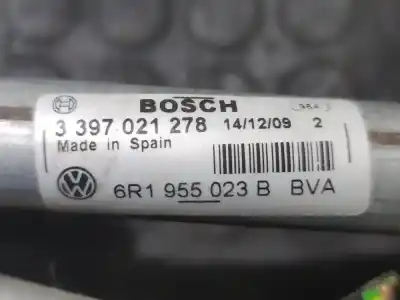 BOSCH
3 397 021 278 14/12/09 2
Made in Spain
6R1 955 023 B BVA